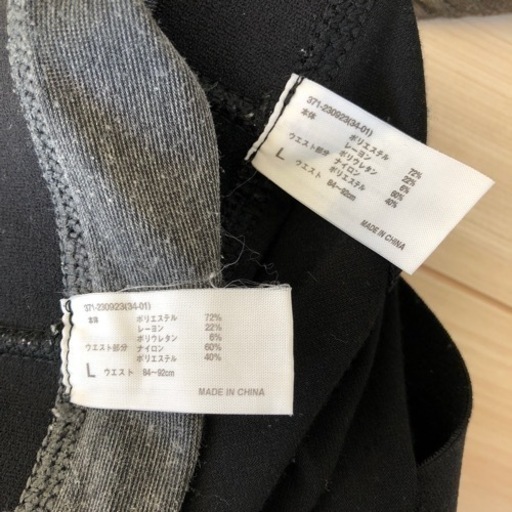 371-230923(34-01)
本体 ポリエステル 72%
レーヨン 22%
ポリウレタン 6%
ウエスト部分 ナイロン 60%
ポリエステル 40%
L ウエスト 84~92cm
MADE IN CHINA
371-230923(34-01)
本体 ポリエステル 72%
レーヨン 22%
ポリウレタン 6%
ウエスト部分 ナイロン 60%
ポリエステル 40%
L ウエスト 84~92cm
MADE IN CHINA